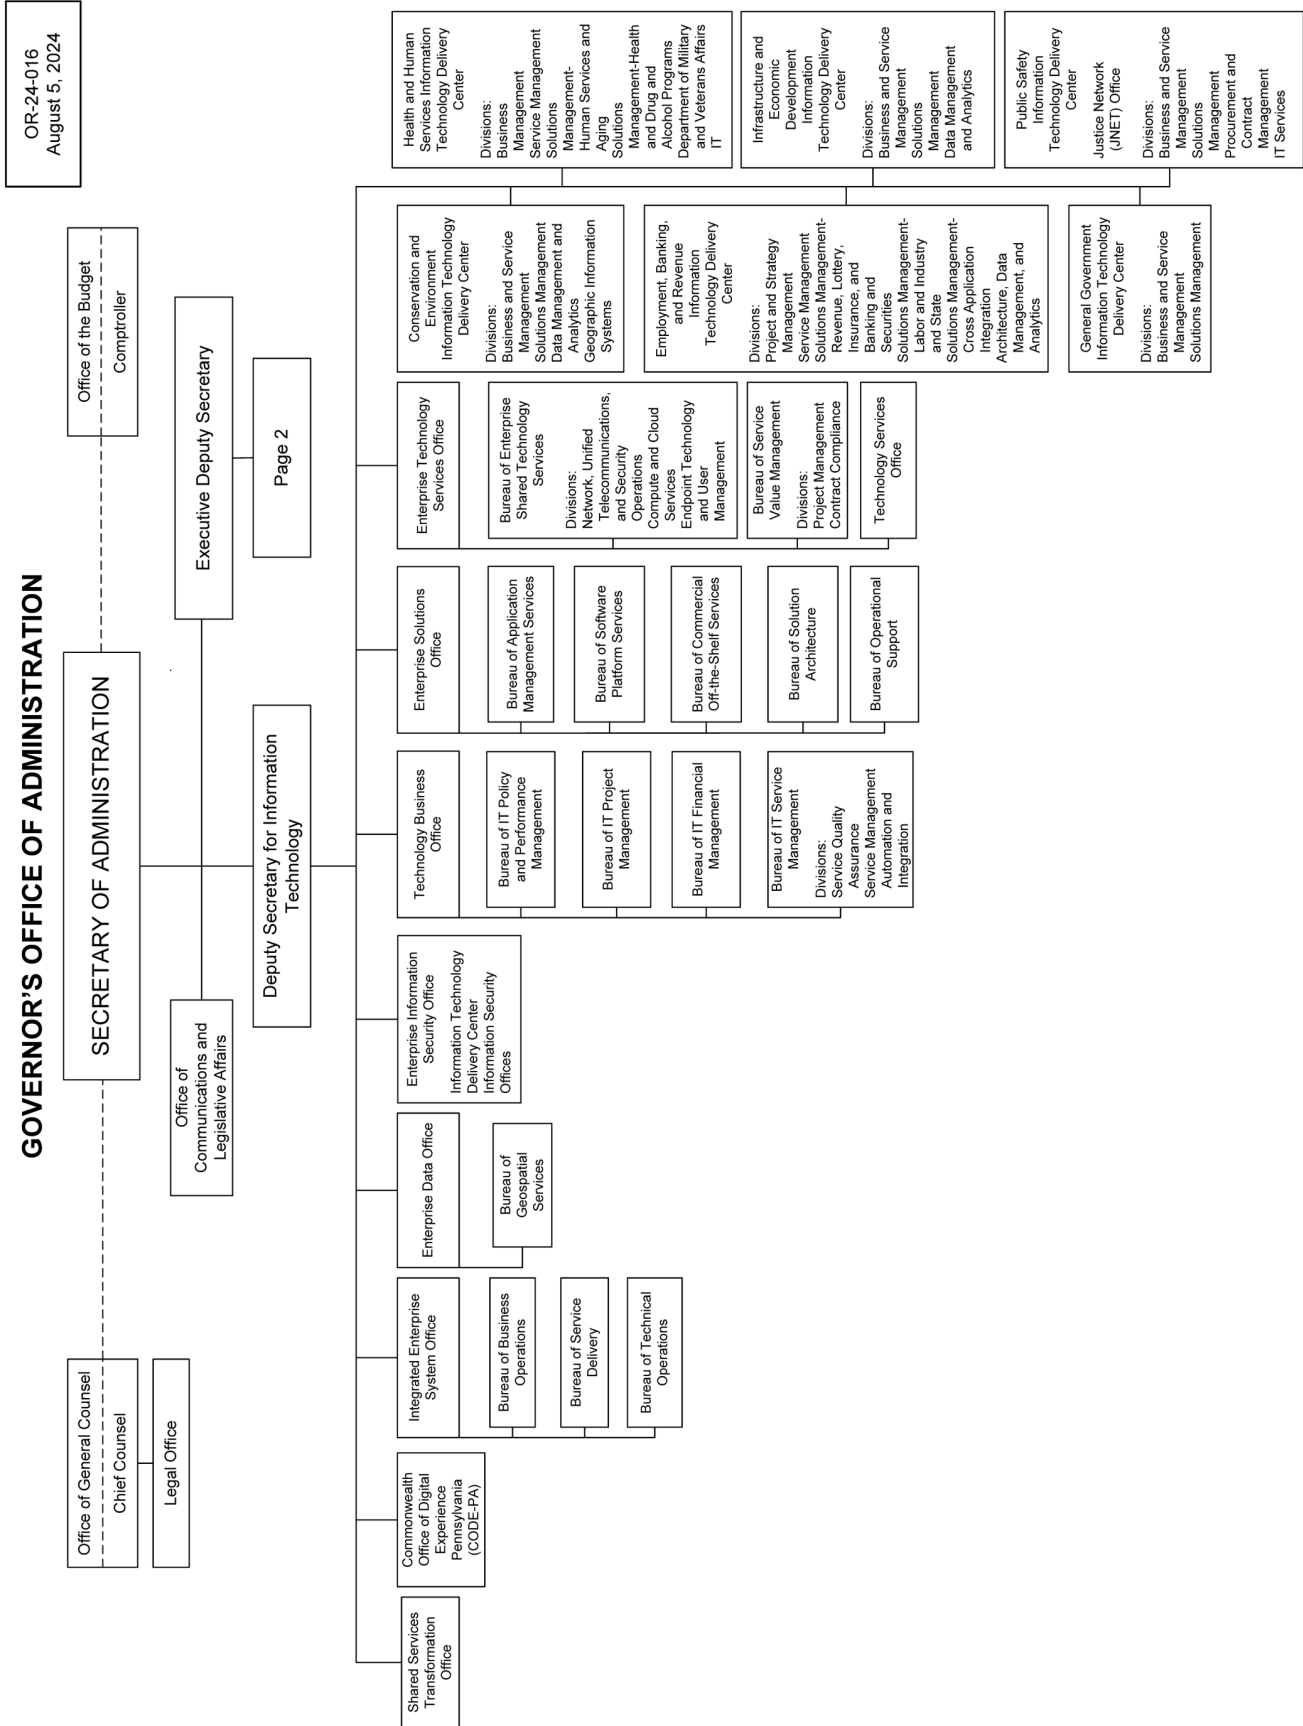 OR-24-016
August 5, 2024
GOVERNOR'S OFFICE OF ADMINISTRATION
Office of General Counsel
Chief Counsel
Legal Office
SECRETARY OF ADMINISTRATION
Office of the Budget
Comptroller
Office of
Communications and
Legislative Affairs
Executive Deputy Secretary
Page 2
Deputy Secretary for Information
Technology
Shared Services
Transformation
Office
Commonwealth
Office of Digital
Experience
Pennsylvania
(CODE-PA)
Integrated Enterprise
System Office
Bureau of Business
Operations
Bureau of Service
Delivery
Bureau of Technical
Operations
Enterprise Data Office
Bureau of
Geospatial
Services
Enterprise Information
Security Office
Information Technology
Delivery Center
Information Security
Offices
Technology Business
Office
Bureau of IT Policy
and Performance
Management
Bureau of IT Project
Management
Bureau of IT Financial
Management
Bureau of IT Service
Management
Divisions:
Service Quality
Assurance
Service Management
Automation and
Integration
Enterprise Solutions
Office
Bureau of Application
Management Services
Bureau of Software
Platform Services
Bureau of Commercial
Off-the-Shelf Services
Bureau of Solution
Architecture
Bureau of Operational
Support
Enterprise Technology
Services Office
Bureau of Enterprise
Shared Technology
Services
Divisions:
Network, Unified
Telecommunications,
and Security
Operations
Compute and Cloud
Services
Endpoint Technology
and User
Management
Bureau of Service
Value Management
Divisions:
Project Management
Contract Compliance
Technology Services
Office
Conservation and
Environment
Information Technology
Delivery Center
Divisions:
Business and Service
Management
Solutions Management
Data Management and
Analytics
Geographic Information
Systems
Health and Human
Services Information
Technology Delivery
Center
Divisions:
Business
Management
Service Management
Solutions
Management-
Human Services and
Aging
Solutions
Management-Health
and Drug and
Alcohol Programs
Department of Military
and Veterans Affairs
IT
Employment, Banking,
and Revenue
Information
Technology Delivery
Center
Divisions:
Project and Strategy
Management
Service Management
Solutions Management-
Revenue, Lottery,
Insurance, and
Banking and
Securities
Solutions Management-
Labor and Industry
and State
Solutions Management-
Cross Application
Integration
Architecture, Data
Management, and
Analytics
Infrastructure and
Economic
Development
Information
Technology Delivery
Center
Divisions:
Business and Service
Management
Solutions
Management
Data Management
and Analytics
General Government
Information Technology
Delivery Center
Divisions:
Business and Service
Management
Solutions Management
Public Safety
Information
Technology Delivery
Center
Justice Network
(JNET) Office
Divisions:
Business and Service
Management
Solutions
Management
Procurement and
Contract
Management
IT Services